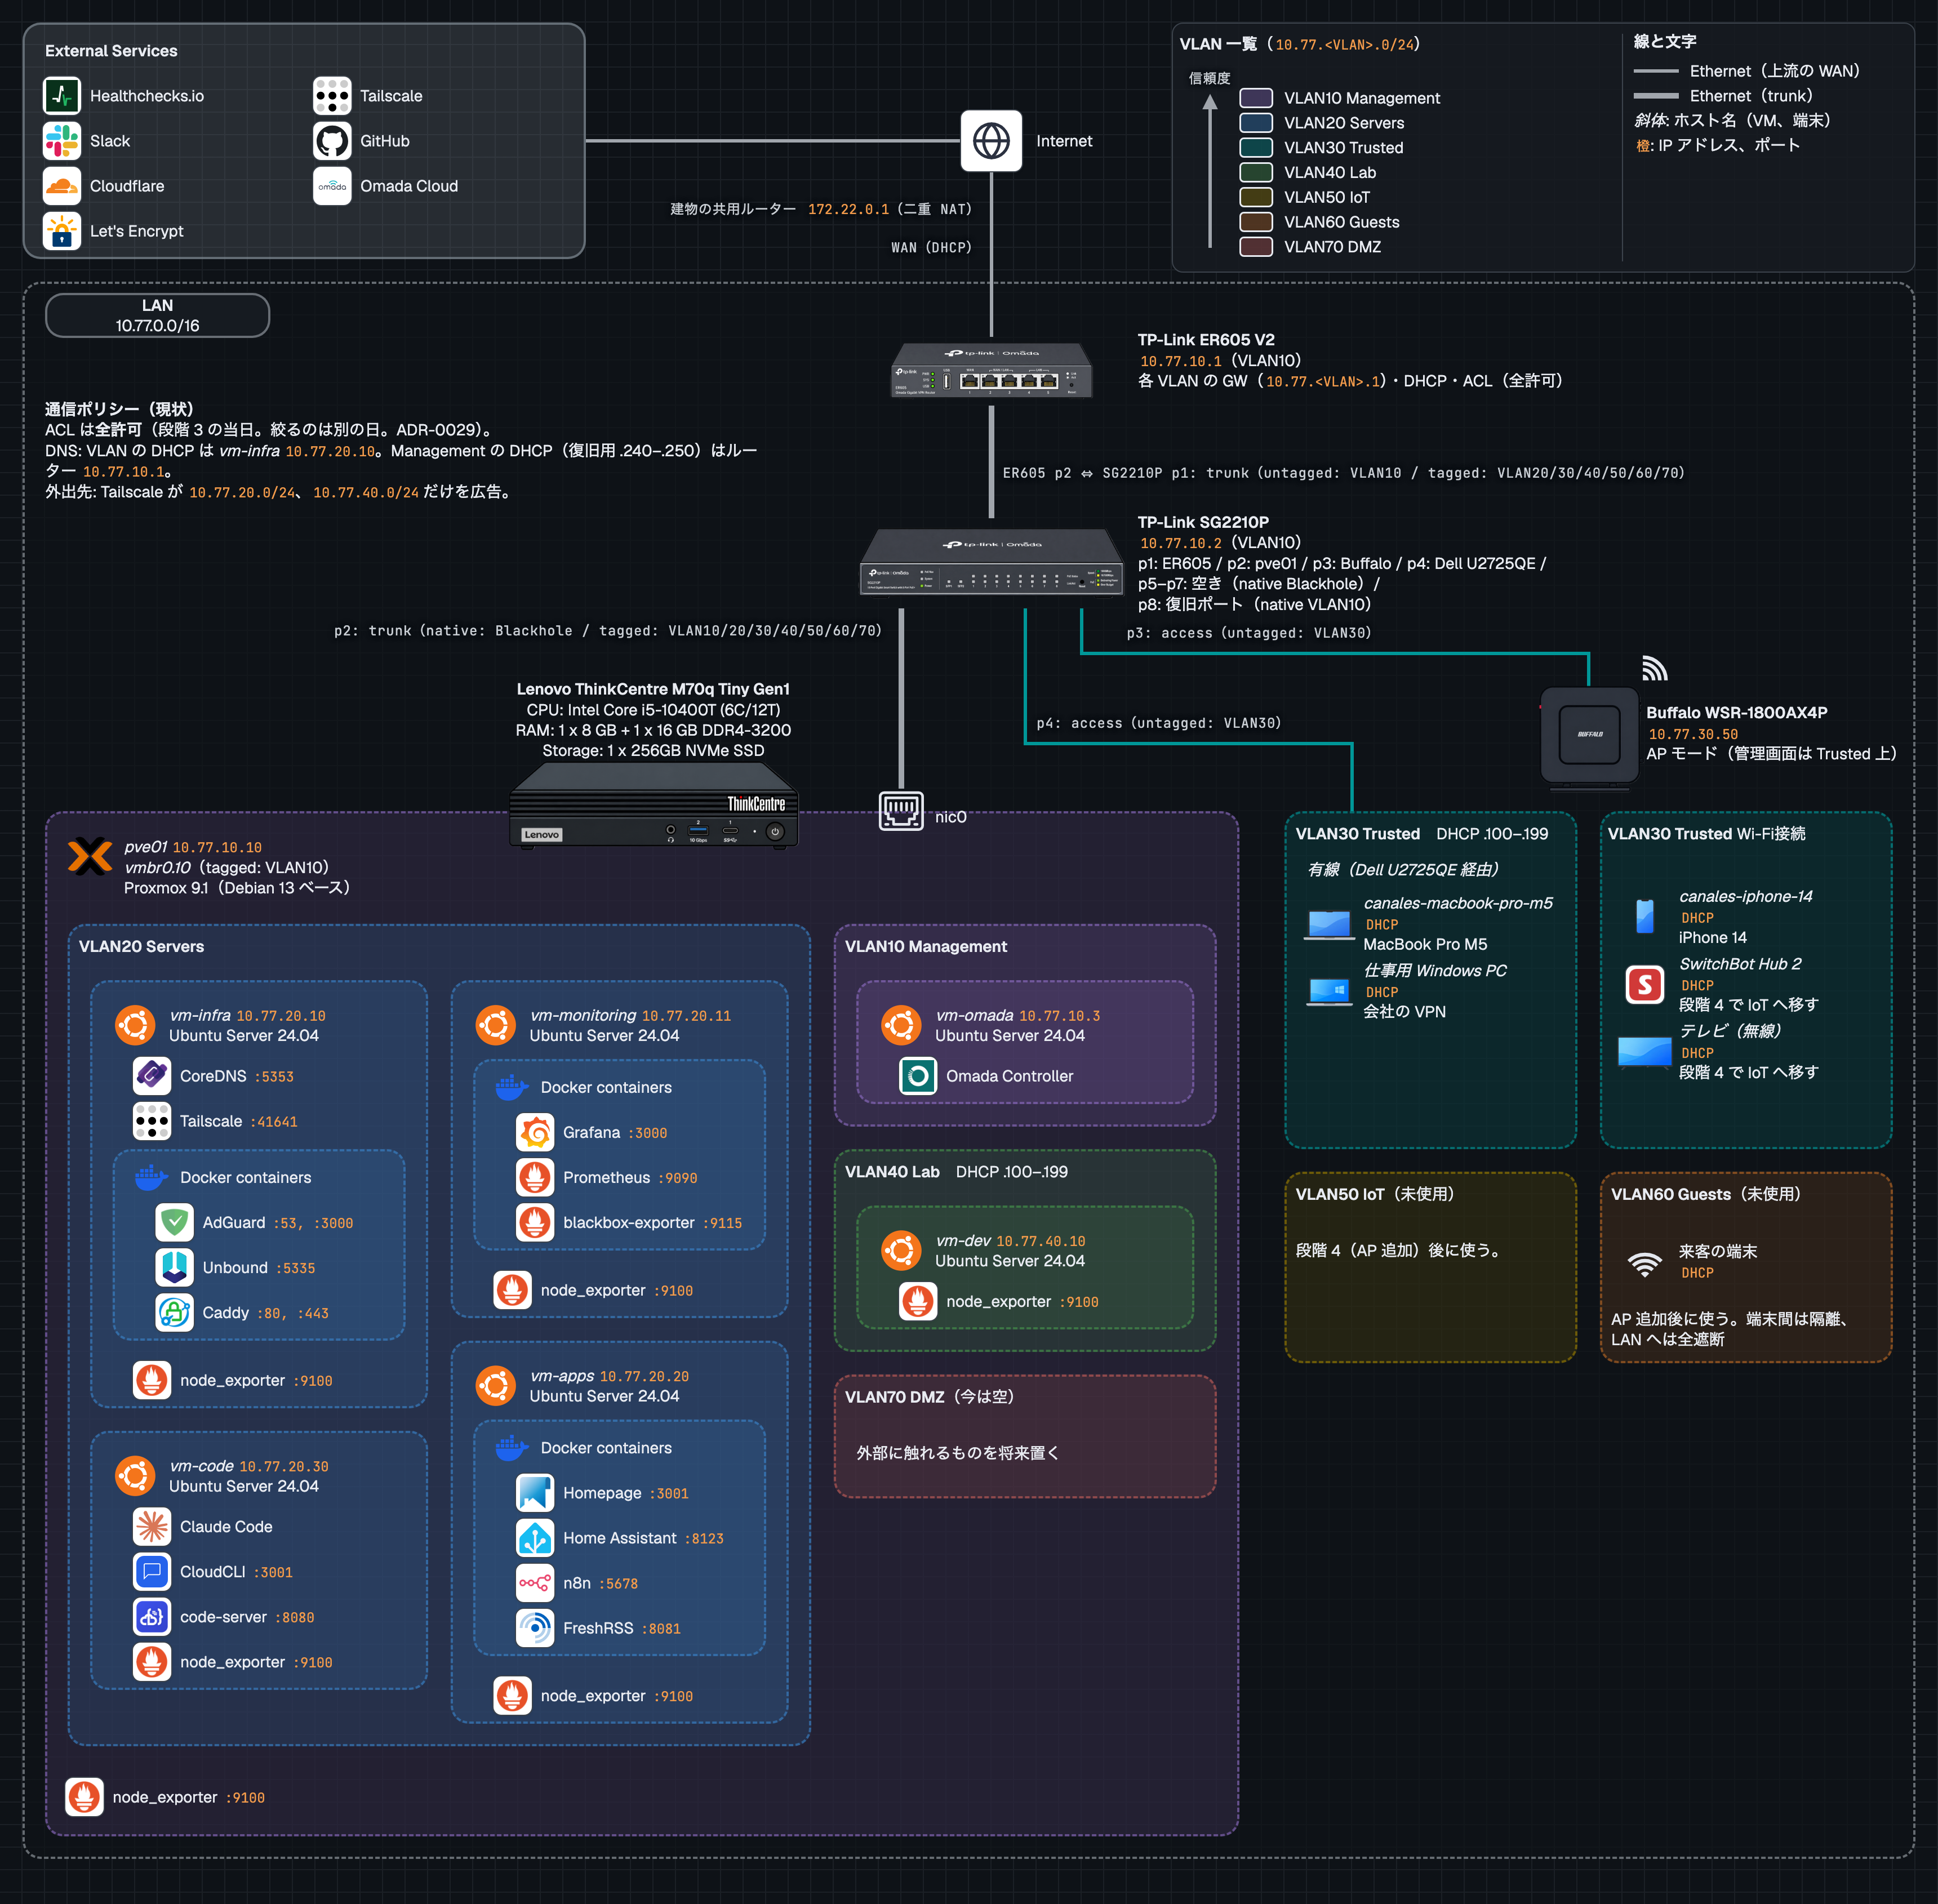 External Services
Healthchecks.io
Tailscale
Slack
GitHub
Cloudflare
omada
Omada Cloud
Let's Encrypt
Internet
建物の共用ルーター 172.22.0.1（二重 NAT）
WAN（DHCP）
VLAN 一覧（10.77.<VLAN>.0/24）
信頼度
VLAN10 Management
VLAN20 Servers
VLAN30 Trusted
VLAN40 Lab
VLAN50 IoT
VLAN60 Guests
VLAN70 DMZ
線と文字
Ethernet（上流の WAN）
Ethernet（trunk）
斜体: ホスト名（VM、端末）
橙: IP アドレス、ポート
LAN
10.77.0.0/16
通信ポリシー（現状）
ACL は全許可（段階 3 の当日。絞るのは別の日。ADR-0029）。
DNS: VLAN の DHCP は vm-infra 10.77.20.10。Management の DHCP（復旧用 .240–.250）はルー
ター 10.77.10.1。
外出先: Tailscale が 10.77.20.0/24、10.77.40.0/24 だけを広告。
tp-link | Omada
TP-Link ER605 V2
10.77.10.1（VLAN10）
各 VLAN の GW（10.77.<VLAN>.1）・DHCP・ACL（全許可）
ER605 p2 ⇔ SG2210P p1: trunk（untagged: VLAN10 / tagged: VLAN20/30/40/50/60/70）
tp-link | Omada
TP-Link SG2210P
10.77.10.2（VLAN10）
p1: ER605 / p2: pve01 / p3: Buffalo / p4: Dell U2725QE /
p5–p7: 空き（native Blackhole）/
p8: 復旧ポート（native VLAN10）
p2: trunk（native: Blackhole / tagged: VLAN10/20/30/40/50/60/70）
p3: access（untagged: VLAN30）
p4: access（untagged: VLAN30）
BUFFALO
Buffalo WSR-1800AX4P
10.77.30.50
AP モード（管理画面は Trusted 上）
Lenovo ThinkCentre M70q Tiny Gen1
CPU: Intel Core i5-10400T (6C/12T)
RAM: 1 x 8 GB + 1 x 16 GB DDR4-3200
Storage: 1 x 256GB NVMe SSD
ThinkCentre
Lenovo
nic0
pve01 10.77.10.10
vmbr0.10（tagged: VLAN10）
Proxmox 9.1（Debian 13 ベース）
VLAN20 Servers
vm-infra 10.77.20.10
Ubuntu Server 24.04
CoreDNS :5353
Tailscale :41641
Docker containers
AdGuard :53, :3000
Unbound :5335
Caddy :80, :443
node_exporter :9100
vm-monitoring 10.77.20.11
Ubuntu Server 24.04
Docker containers
Grafana :3000
Prometheus :9090
blackbox-exporter :9115
node_exporter :9100
vm-code 10.77.20.30
Ubuntu Server 24.04
Claude Code
CloudCLI :3001
code-server :8080
node_exporter :9100
vm-apps 10.77.20.20
Ubuntu Server 24.04
Docker containers
Homepage :3001
Home Assistant :8123
n8n :5678
FreshRSS :8081
node_exporter :9100
node_exporter :9100
VLAN10 Management
vm-omada 10.77.10.3
Ubuntu Server 24.04
Omada Controller
VLAN40 Lab DHCP .100–.199
vm-dev 10.77.40.10
Ubuntu Server 24.04
node_exporter :9100
VLAN70 DMZ（今は空）
外部に触れるものを将来置く
VLAN30 Trusted DHCP .100–.199
有線（Dell U2725QE 経由）
canales-macbook-pro-m5
DHCP
MacBook Pro M5
仕事用 Windows PC
DHCP
会社の VPN
VLAN30 Trusted Wi-Fi接続
canales-iphone-14
DHCP
iPhone 14
SwitchBot Hub 2
DHCP
段階 4 で IoT へ移す
テレビ（無線）
DHCP
段階 4 で IoT へ移す
VLAN50 IoT（未使用）
段階 4（AP 追加）後に使う。
VLAN60 Guests（未使用）
来客の端末
DHCP
AP 追加後に使う。端末間は隔離、
LAN へは全遮断